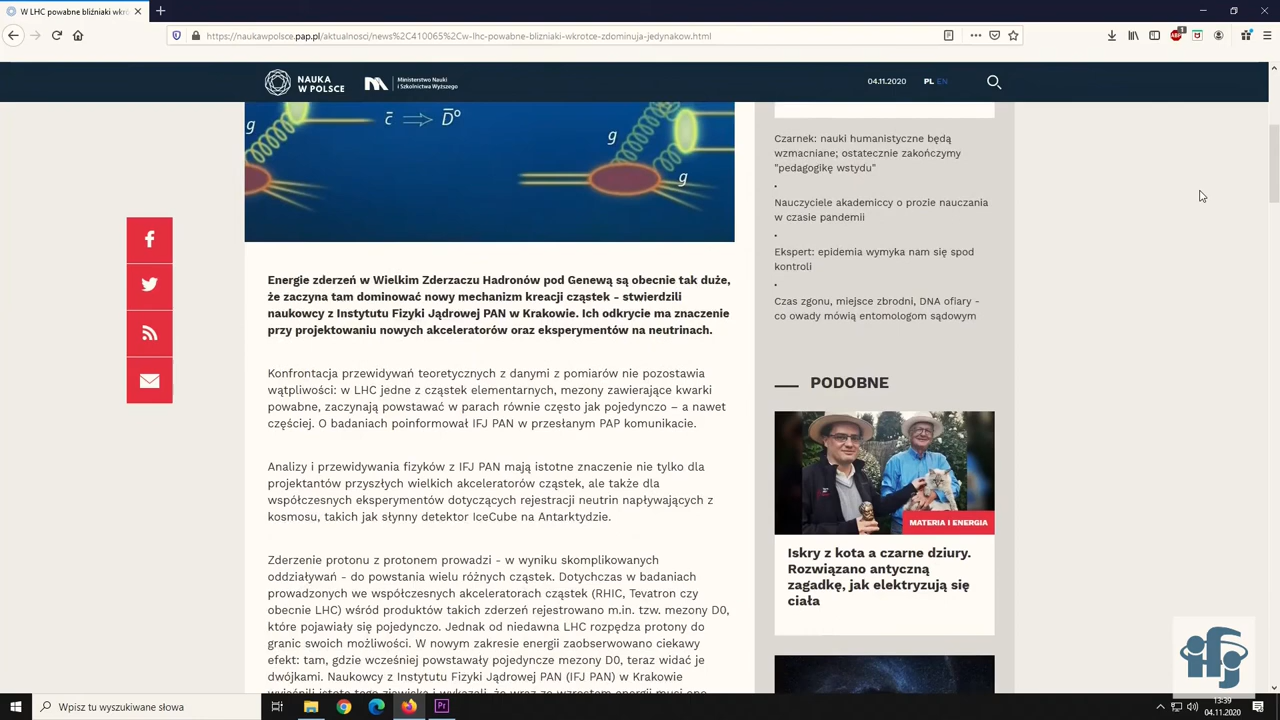 W LHC powabne bliźniaki wkró
https://naukawpolsce.pap.pl/aktualnosci/news%2C410065%2Cw-lhc-powabne-blizniaki-wkrotce-zdominuja-jedynakow.html
NAUKA
W POLSCE
Ministerstwo Nauki
i Szkolnictwa Wyższego
04.11.2020
PL EN
g
c̄ ⟹ D̄⁰
g
g
Energie zderzeń w Wielkim Zderzaczu Hadronów pod Genewą są obecnie tak duże,
że zaczyna tam dominować nowy mechanizm kreacji cząstek - stwierdzili
naukowcy z Instytutu Fizyki Jądrowej PAN w Krakowie. Ich odkrycie ma znaczenie
przy projektowaniu nowych akceleratorów oraz eksperymentów na neutrinach.
Konfrontacja przewidywań teoretycznych z danymi z pomiarów nie pozostawia
wątpliwości: w LHC jedne z cząstek elementarnych, mezony zawierające kwarki
powabne, zaczynają powstawać w parach równie często jak pojedynczo – a nawet
częściej. O badaniach poinformował IFJ PAN w przesłanym PAP komunikacie.
Analizy i przewidywania fizyków z IFJ PAN mają istotne znaczenie nie tylko dla
projektantów przyszłych wielkich akceleratorów cząstek, ale także dla
współczesnych eksperymentów dotyczących rejestracji neutrin napływających z
kosmosu, takich jak słynny detektor IceCube na Antarktydzie.
Zderzenie protonu z protonem prowadzi - w wyniku skomplikowanych
oddziaływań - do powstania wielu różnych cząstek. Dotychczas w badaniach
prowadzonych we współczesnych akceleratorach cząstek (RHIC, Tevatron czy
obecnie LHC) wśród produktów takich zderzeń rejestrowano m.in. tzw. mezony D0,
które pojawiały się pojedynczo. Jednak od niedawna LHC rozpędza protony do
granic swoich możliwości. W nowym zakresie energii zaobserwowano ciekawy
efekt: tam, gdzie wcześniej powstawały pojedyncze mezony D0, teraz widać je
dwójkami. Naukowcy z Instytutu Fizyki Jądrowej PAN (IFJ PAN) w Krakowie
Czarnek: nauki humanistyczne będą
wzmacniane; ostatecznie zakończymy
"pedagogikę wstydu"
Nauczyciele akademiccy o prozie nauczania
w czasie pandemii
Ekspert: epidemia wymyka nam się spod
kontroli
Czas zgonu, miejsce zbrodni, DNA ofiary -
co owady mówią entomologom sądowym
PODOBNE
MATERIA I ENERGIA
Iskry z kota a czarne dziury.
Rozwiązano antyczną
zagadkę, jak elektryzują się
ciała
ifj
Wpisz tu wyszukiwane słowa
Pr
13:39
04.11.2020